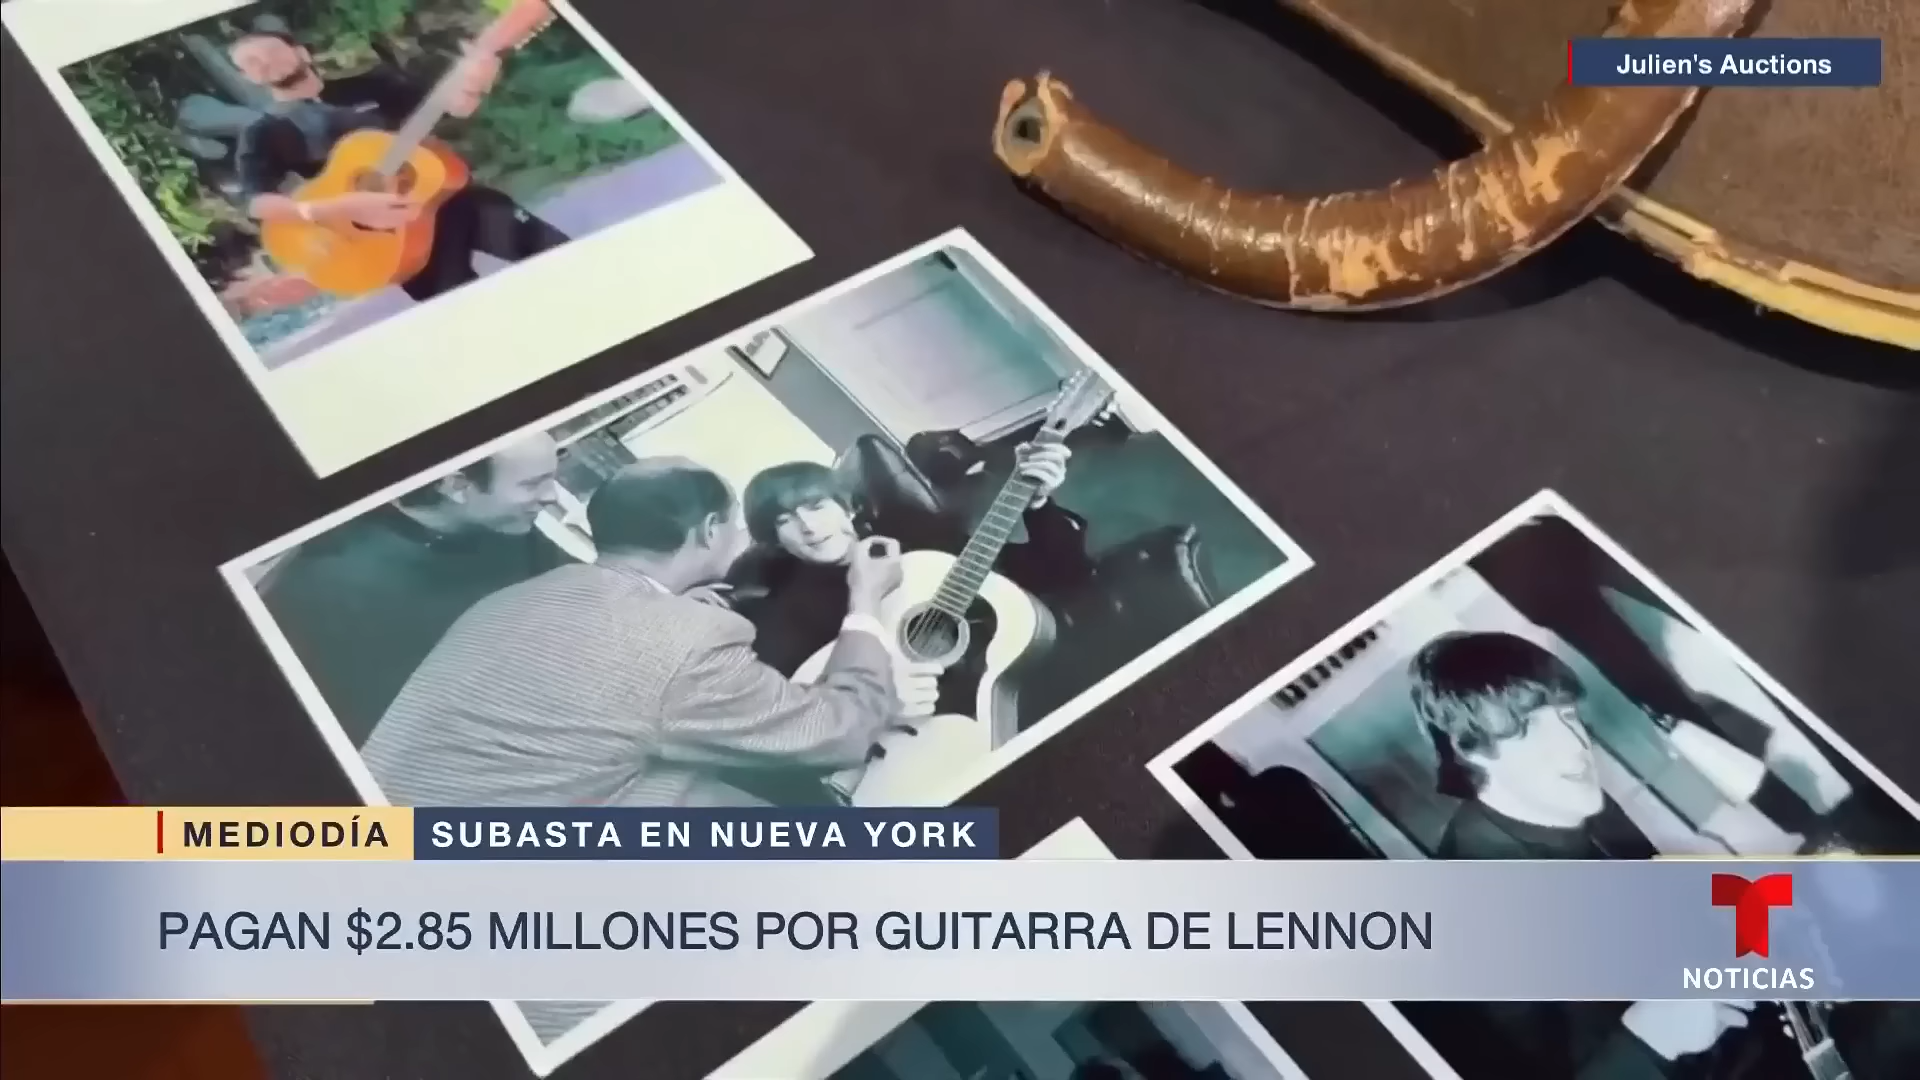 Julien's Auctions
MEDIODÍA
SUBASTA EN NUEVA YORK
PAGAN $2.85 MILLONES POR GUITARRA DE LENNON
NOTICIAS